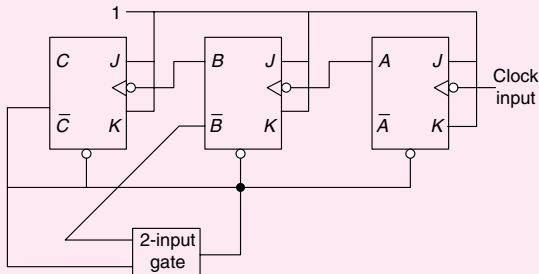 1
C J B J A J
Clock
input
C̅ K B̅ K A̅ K
2-input
gate